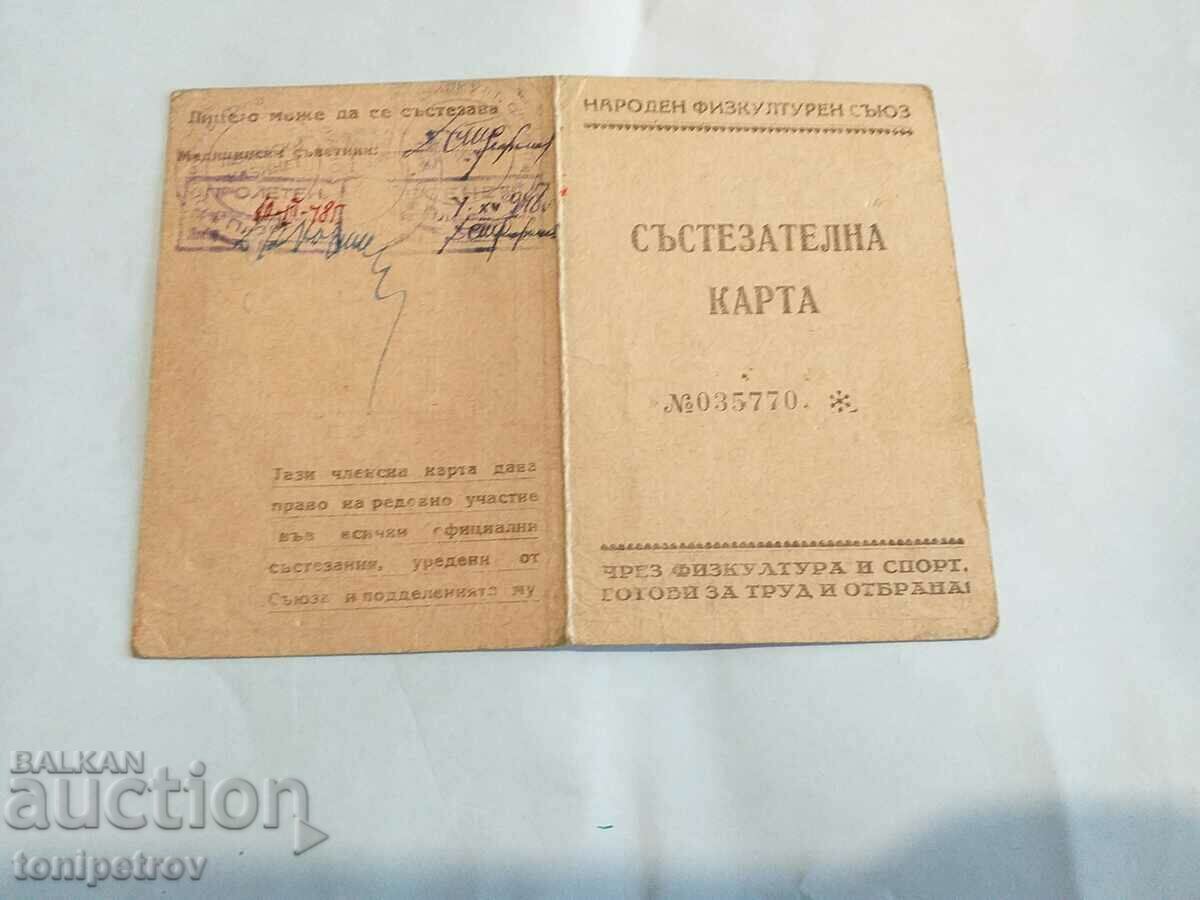 Лицето може да се състезава
Медицински съветник:
ПРОЛЕТЕН
Тази членска карта дава
право на редовно участие
във всички официални
състезания, уредени от
Съюза и подделенията му
НАРОДЕН ФИЗКУЛТУРЕН СЪЮЗ
СЪСТЕЗАТЕЛНА
КАРТА
№035770. *
ЧРЕЗ ФИЗКУЛТУРА И СПОРТ,
ГОТОВИ ЗА ТРУД И ОТБРАНА!
BALKAN
auction
tonipetrov